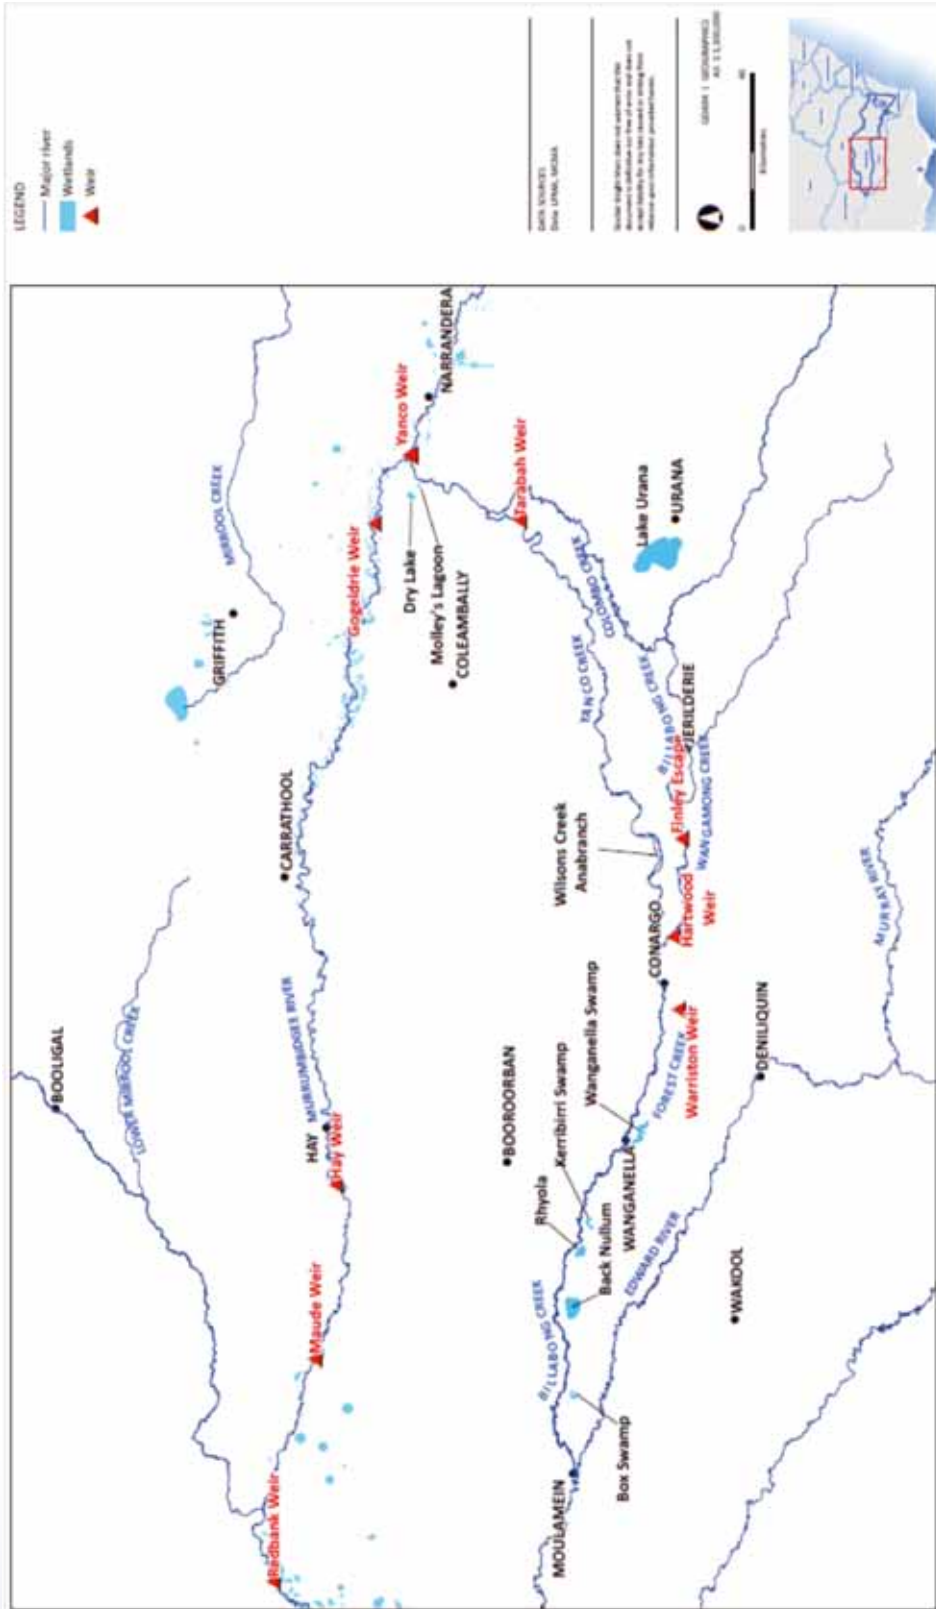 LEGEND
Major river
Wetlands
Weir
DATA SOURCES
GDA94 | GEOGRAPHICS
0
40
Kilometres
BOOLIGAL
LOWER MIRROOL CREEK
MIRROOL CREEK
GRIFFITH
CARRATHOOL
Redbank Weir
Maude Weir
HAY
Hay Weir
MURRUMBIDGEE RIVER
Gogeldrie Weir
Yanco Weir
NARRANDERA
Dry Lake
Molley's Lagoon
COLEAMBALLY
Tarabah Weir
BOOROORBAN
YANCO CREEK
COLOMBO CREEK
Lake Urana
URANA
Wilsons Creek
Anabranch
BILLABONG CREEK
JERILDERIE
Finley Escape
WANGAMONG CREEK
Hartwood
Weir
CONARGO
Warriston Weir
FOREST CREEK
Wanganella Swamp
Kerribirri Swamp
WANGANELLA
Rhyola
Back Nullum
BILLABONG CREEK
Box Swamp
MOULAMEIN
EDWARD RIVER
DENILIQUIN
WAKOOL
MURRAY RIVER